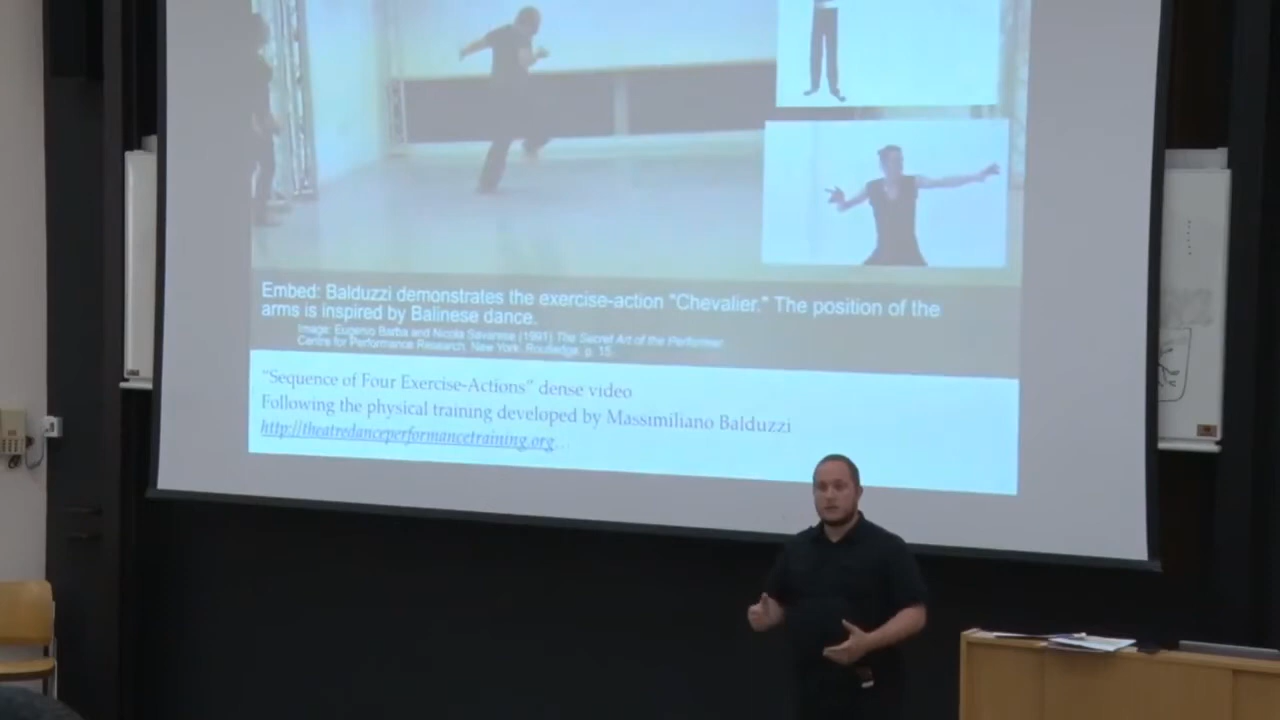 Embed: Balduzzi demonstrates the exercise-action "Chevalier." The position of the
arms is inspired by Balinese dance.
Image: Eugenio Barba and Nicola Savarese (1991) The Secret Art of the Performer.
Centre for Performance Research, New York: Routledge. p. 15.
"Sequence of Four Exercise-Actions" dense video
Following the physical training developed by Massimiliano Balduzzi
http://theatredanceperformancetraining.org...